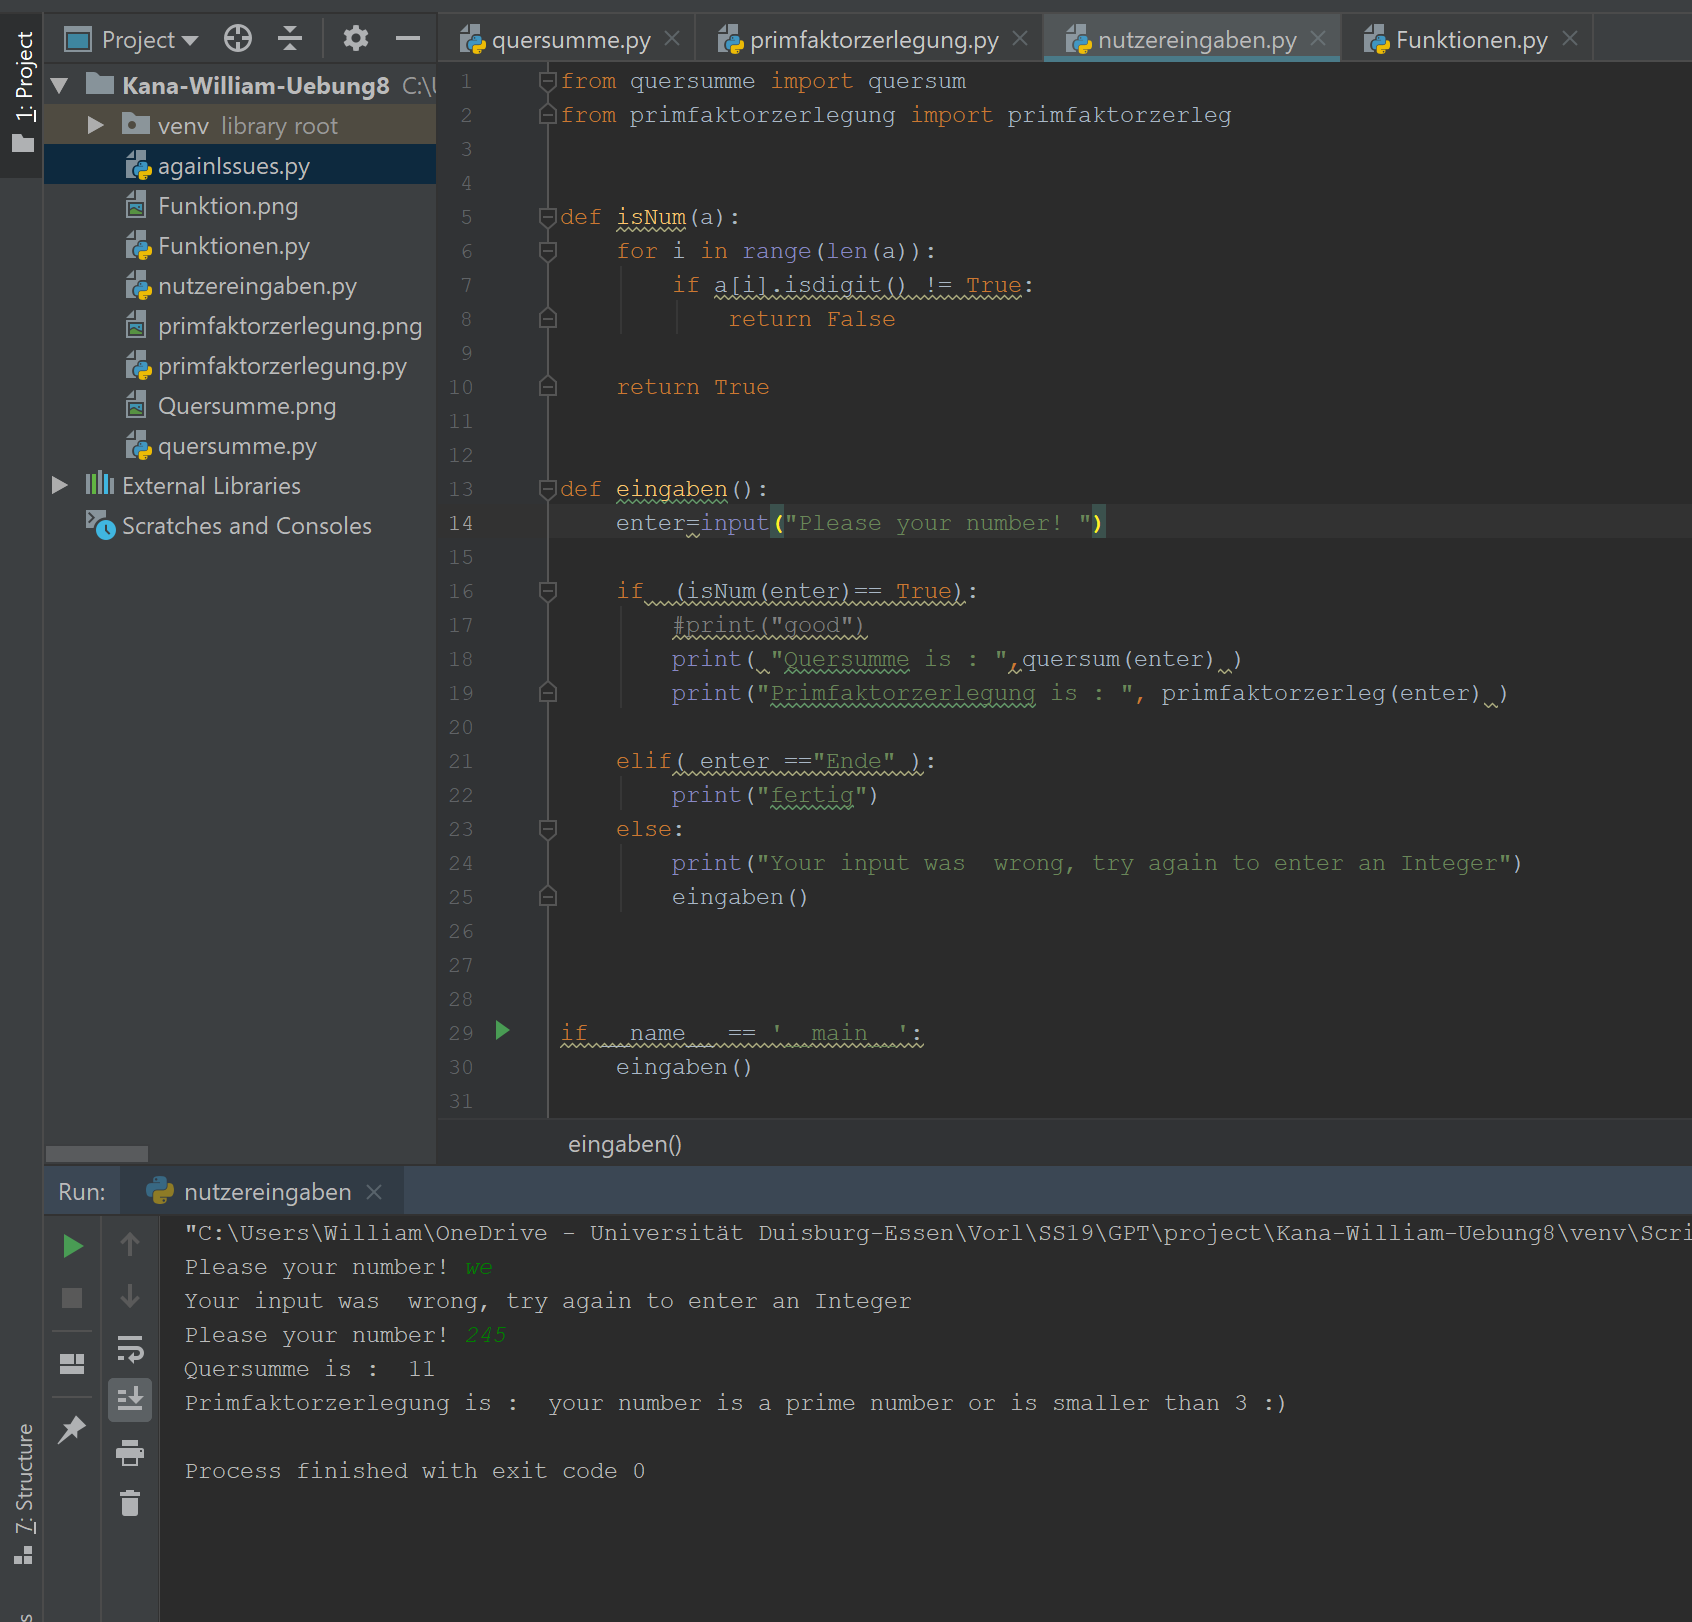 1: Project
Project
quersumme.py
primfaktorzerlegung.py
nutzereingaben.py
Funktionen.py
Kana-William-Uebung8 C:\
venv library root
againIssues.py
Funktion.png
Funktionen.py
nutzereingaben.py
primfaktorzerlegung.png
primfaktorzerlegung.py
Quersumme.png
quersumme.py
External Libraries
Scratches and Consoles
1 from quersumme import quersum
2 from primfaktorzerlegung import primfaktorzerleg
3
4
5 def isNum(a):
6 for i in range(len(a)):
7 if a[i].isdigit() != True:
8 return False
9
10 return True
11
12
13 def eingaben():
14 enter=input("Please your number! ")
15
16 if  (isNum(enter)== True):
17 #print("good")
18 print( "Quersumme is : ",quersum(enter) )
19 print("Primfaktorzerlegung is : ", primfaktorzerleg(enter) )
20
21 elif( enter =="Ende" ):
22 print("fertig")
23 else:
24 print("Your input was  wrong, try again to enter an Integer")
25 eingaben()
26
27
28
29 if __name__ == '__main__':
30 eingaben()
31
eingaben()
Run: nutzereingaben
"C:\Users\William\OneDrive - Universität Duisburg-Essen\Vorl\SS19\GPT\project\Kana-William-Uebung8\venv\Scri
Please your number! we
Your input was  wrong, try again to enter an Integer
Please your number! 245
Quersumme is :  11
Primfaktorzerlegung is :  your number is a prime number or is smaller than 3 :)
Process finished with exit code 0
7: Structure